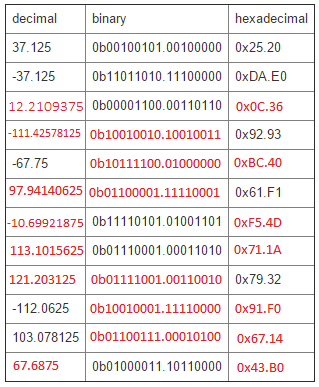 decimal binary hexadecimal
37.125 0b00100101.00100000 0x25.20
-37.125 0b11011010.11100000 0xDA.E0
12.2109375 0b00001100.00110110 0x0C.36
-111.42578125 0b10010010.10010011 0x92.93
-67.75 0b10111100.01000000 0xBC.40
97.94140625 0b01100001.11110001 0x61.F1
-10.69921875 0b11110101.01001101 0xF5.4D
113.1015625 0b01110001.00011010 0x71.1A
121.203125 0b01111001.00110010 0x79.32
-112.0625 0b10010001.11110000 0x91.F0
103.078125 0b01100111.00010100 0x67.14
67.6875 0b01000011.10110000 0x43.B0